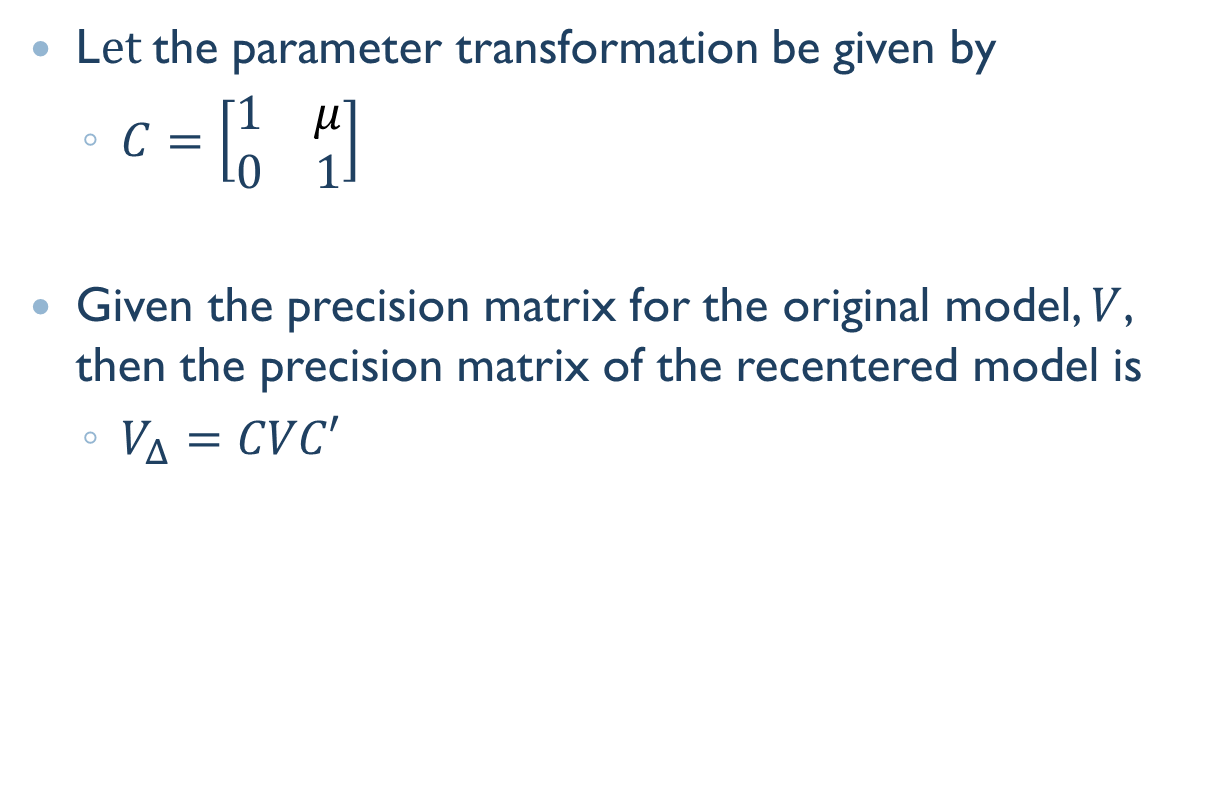 • Let the parameter transformation be given by
◦ 𝐶 = [1 𝜇
0 1]
• Given the precision matrix for the original model, 𝑉,
then the precision matrix of the recentered model is
◦ 𝑉_Δ = 𝐶𝑉𝐶′